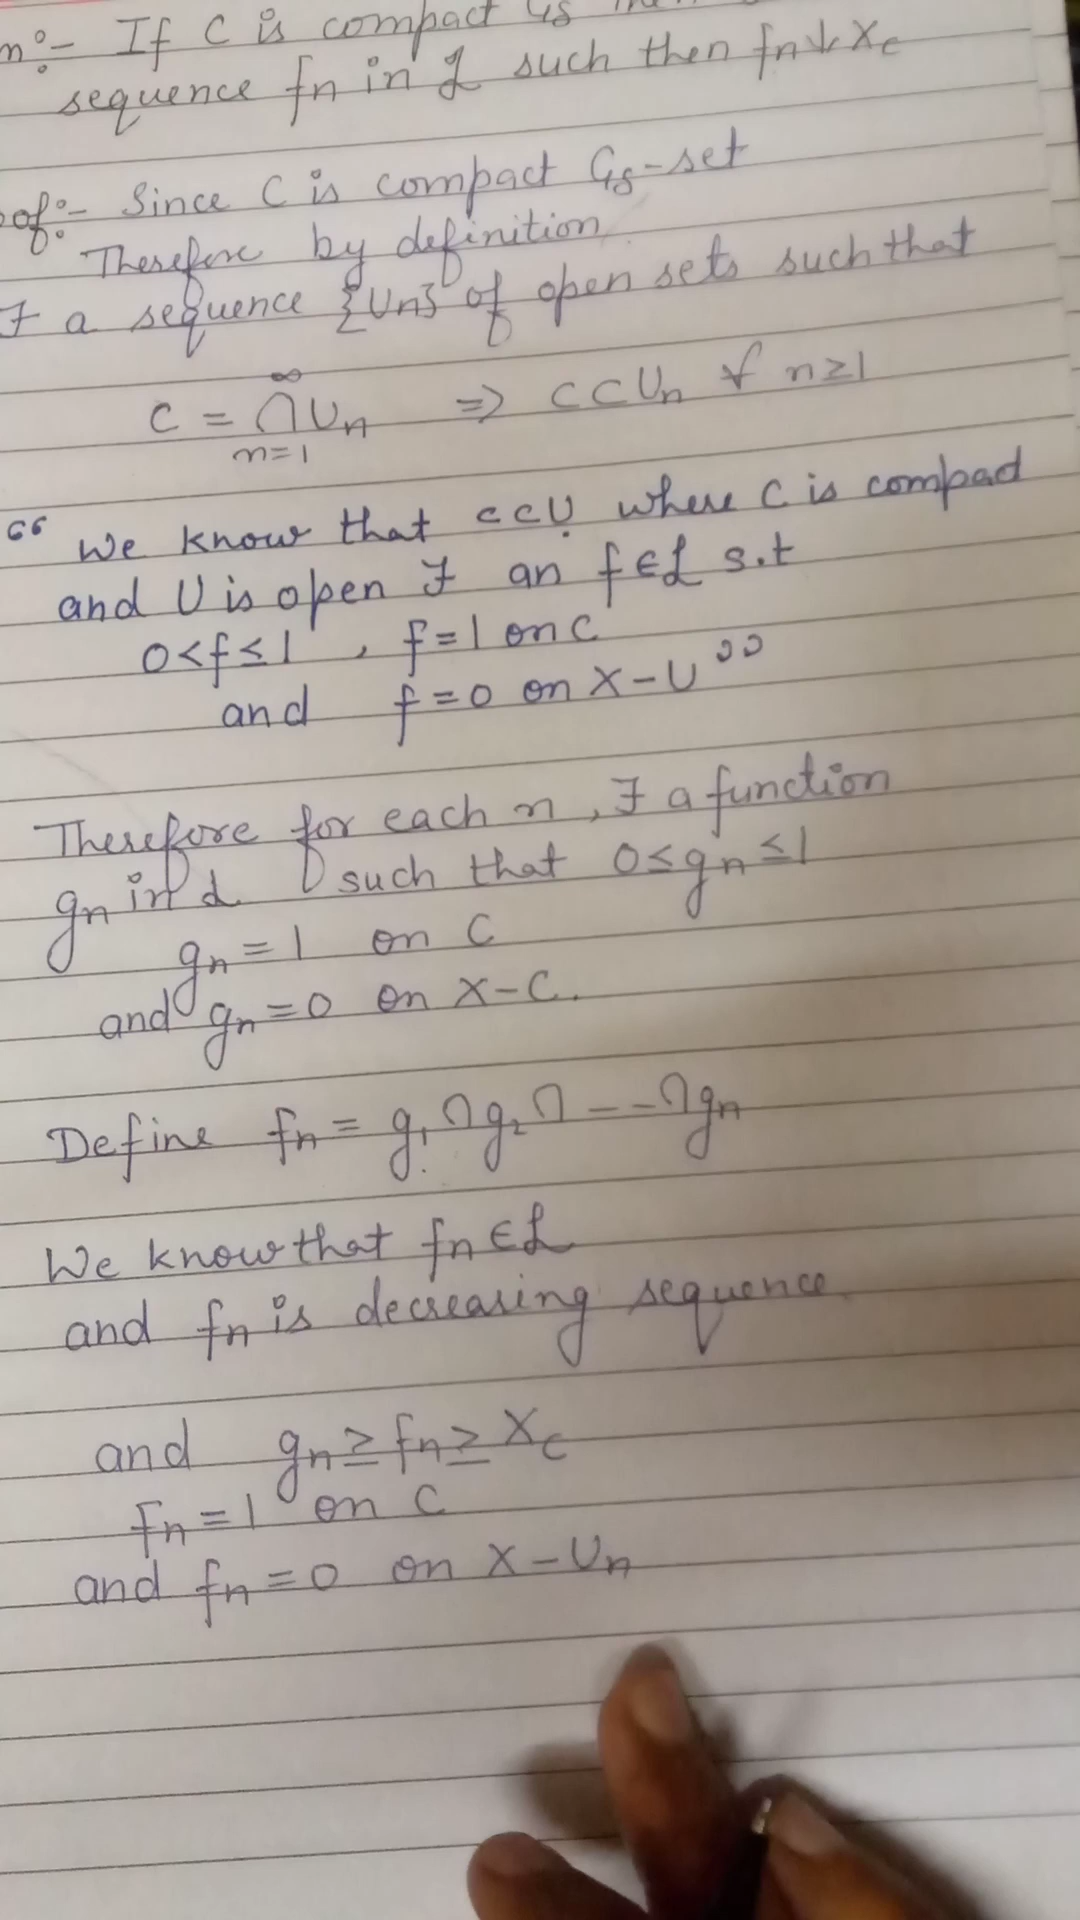 n:- If C is compact Gδ
sequence fn in L such then fn ↓ χc
of:- Since C is compact Gδ-set
Therefore by definition
∃ a sequence {Un} of open sets such that
C = ∞∩n=1 Un ⇒ C⊂Un ∀ n≥1
“ We know that C⊂U where C is compad
and U is open ∃ an f∈L s.t
0<f≤1 , f=1 on C
and f=0 on X-U ”
Therefore for each n, ∃ a function
gn in L such that 0≤gn≤1
gn=1 on C
and gn=0 on X-C.
Define fn = g1∩g2∩---∩gn
We know that fn∈L
and fn is decreasing sequence
and gn≥fn≥χc
fn=1 on C
and fn=0 on X-Un